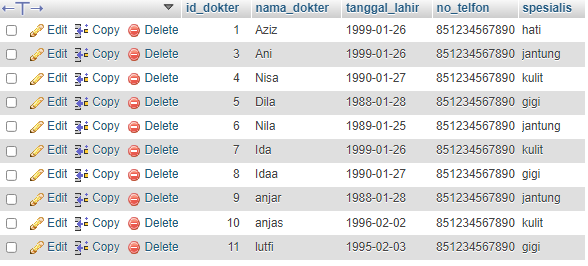 ←T→ id_dokter nama_dokter tanggal_lahir no_telfon spesialis
Edit Copy Delete 1 Aziz 1999-01-26 851234567890 hati
Edit Copy Delete 3 Ani 1999-01-26 851234567890 jantung
Edit Copy Delete 4 Nisa 1990-01-27 851234567890 kulit
Edit Copy Delete 5 Dila 1988-01-28 851234567890 gigi
Edit Copy Delete 6 Nila 1989-01-25 851234567890 jantung
Edit Copy Delete 7 Ida 1999-01-26 851234567890 kulit
Edit Copy Delete 8 Idaa 1990-01-27 851234567890 gigi
Edit Copy Delete 9 anjar 1988-01-28 851234567890 jantung
Edit Copy Delete 10 anjas 1996-02-02 851234567890 kulit
Edit Copy Delete 11 lutfi 1995-02-03 851234567890 gigi